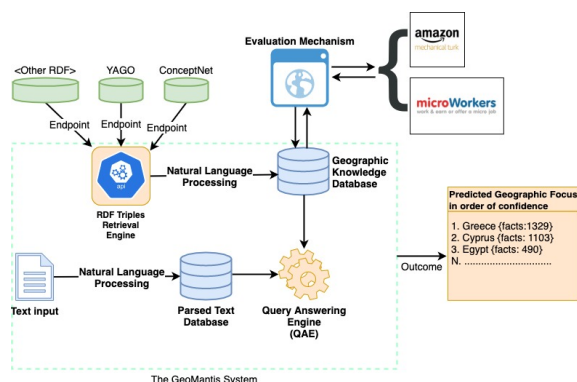 Evaluation Mechanism
amazon
mechanical turk
microWorkers
work & earn or offer a micro job
<Other RDF>
YAGO
ConceptNet
Endpoint
Endpoint
Endpoint
api
RDF Triples
Retrieval
Engine
Natural Language
Processing
Geographic
Knowledge
Database
Text input
Natural Language
Processing
Parsed Text
Database
Query Answering
Engine
(QAE)
Outcome
Predicted Geographic Focus
in order of confidence
1. Greece {facts:1329}
2. Cyprus {facts: 1103}
3. Egypt {facts: 490}
N. ..............................
The GeoMantis System